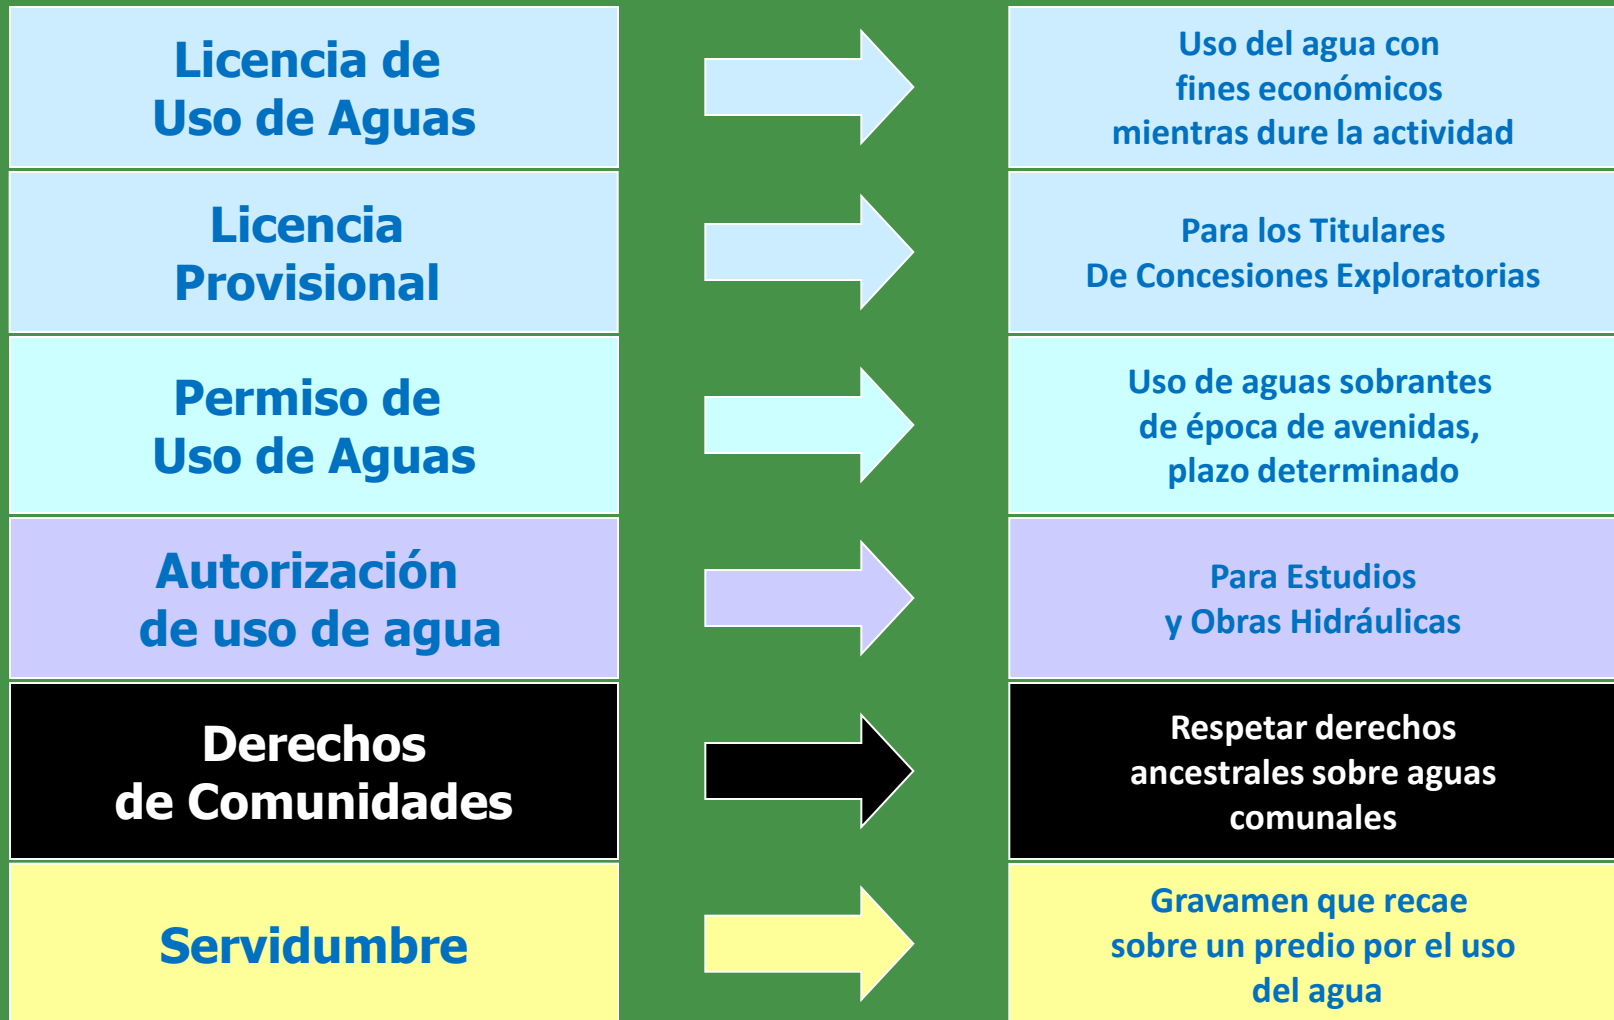 Licencia de
Uso de Aguas
Uso del agua con
fines económicos
mientras dure la actividad
Licencia
Provisional
Para los Titulares
De Concesiones Exploratorias
Permiso de
Uso de Aguas
Uso de aguas sobrantes
de época de avenidas,
plazo determinado
Autorización
de uso de agua
Para Estudios
y Obras Hidráulicas
Derechos
de Comunidades
Respetar derechos
ancestrales sobre aguas
comunales
Servidumbre
Gravamen que recae
sobre un predio por el uso
del agua